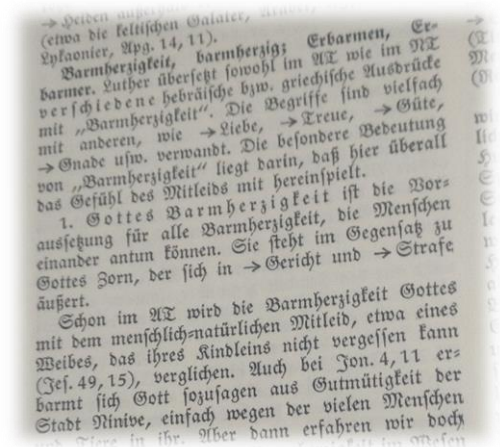 → Heiden außerhalb
(etwa die keltischen Galater,
Lykaonier, Apg. 14, 11).
Barmherzigkeit, barmherzig; Erbarmen, Er-
barmer. Luther übersetzt sowohl im AT wie im NT
verschiedene hebräische bzw. griechische Ausdrücke
mit „Barmherzigkeit“. Die Begriffe sind vielfach
mit anderen, wie → Liebe, → Treue, → Güte,
→ Gnade usw. verwandt. Die besondere Bedeutung
von „Barmherzigkeit“ liegt darin, daß hier überall
das Gefühl des Mitleids mit hereinspielt.
1. Gottes Barmherzigkeit ist die Vor-
aussetzung für alle Barmherzigkeit, die Menschen
einander antun können. Sie steht im Gegensatz zu
Gottes Zorn, der sich in → Gericht und → Strafe
äußert.
Schon im AT wird die Barmherzigkeit Gottes
mit dem menschlich-natürlichen Mitleid, etwa eines
Weibes, das ihres Kindleins nicht vergessen kann
(Jes. 49, 15), verglichen. Auch bei Jon. 4, 11 er-
barmt sich Gott sozusagen aus Gutmütigkeit der
Stadt Ninive, einfach wegen der vielen Menschen
und Tiere in ihr. Aber dann erfahren wir doch